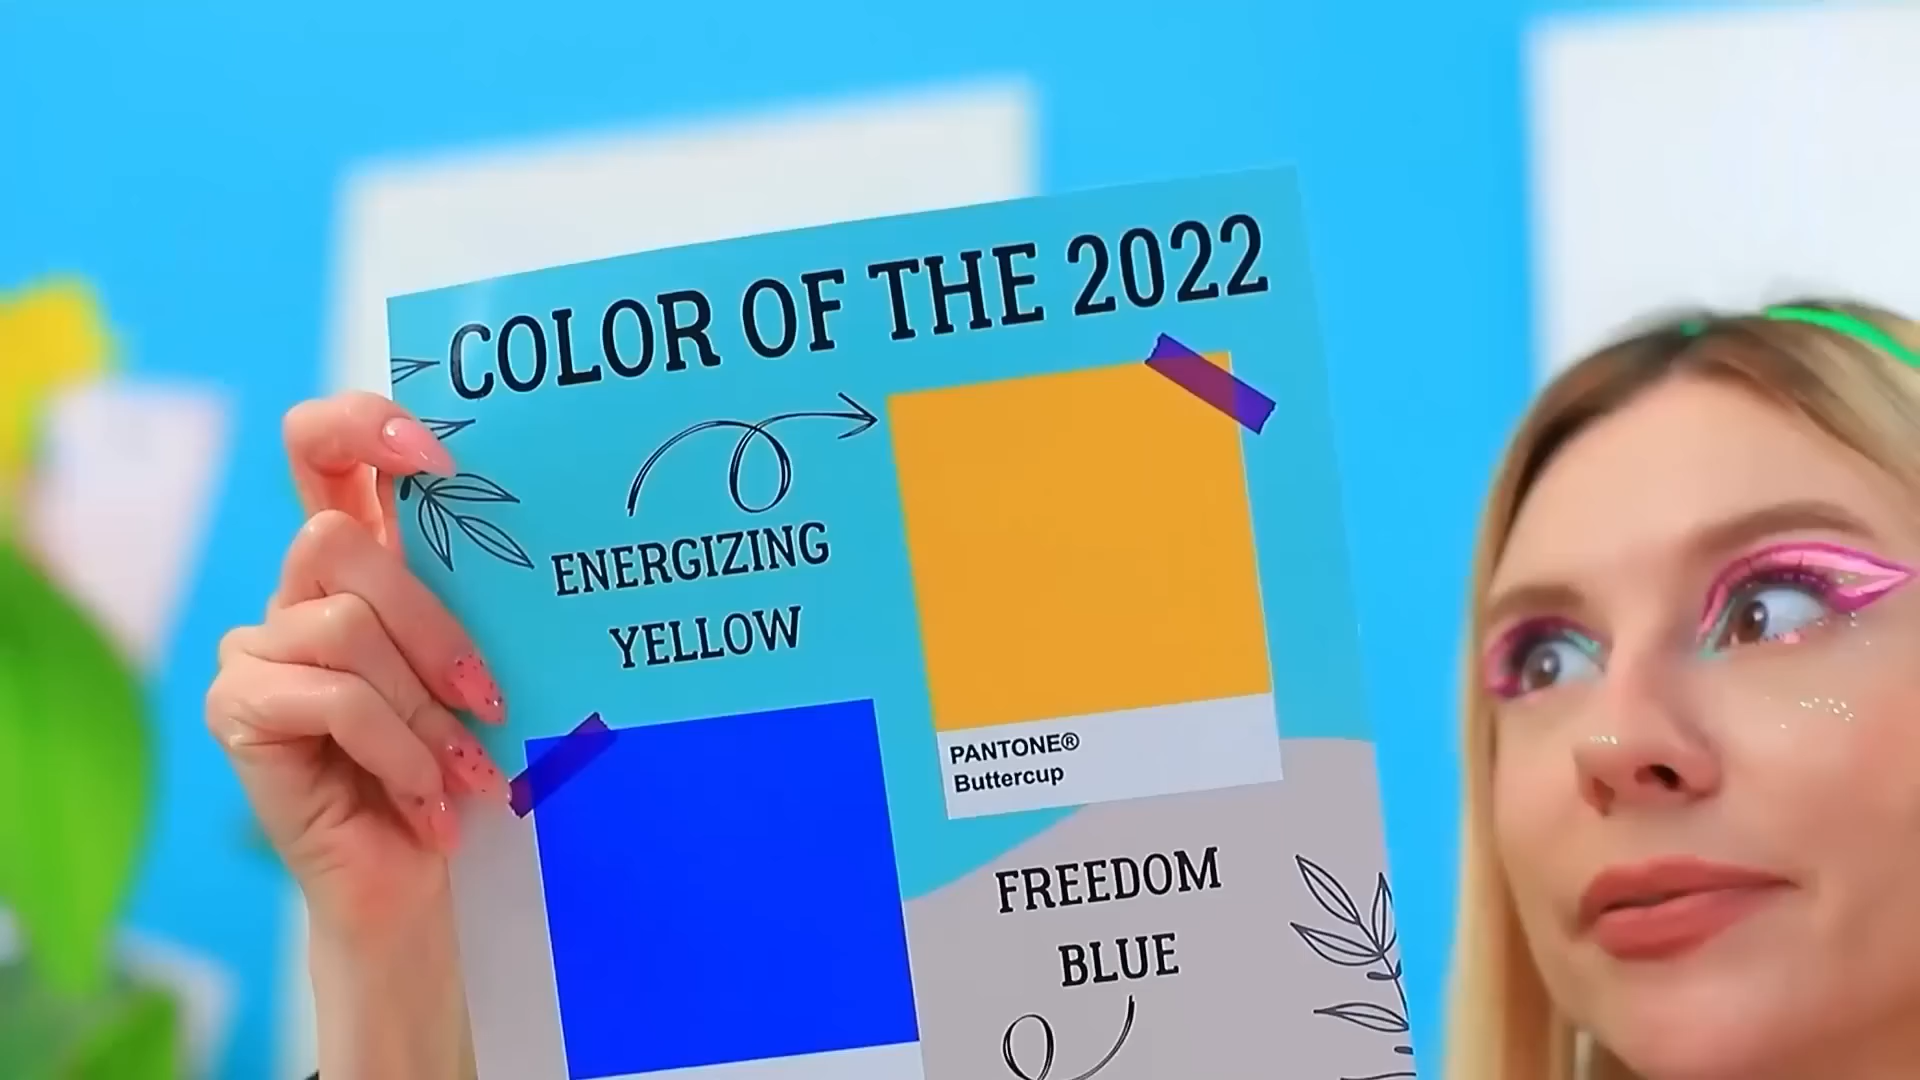 COLOR OF THE 2022
ENERGIZING
YELLOW
PANTONE®
Buttercup
FREEDOM
BLUE